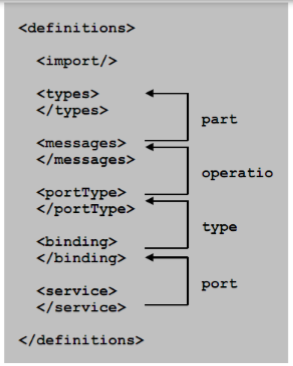 <definitions>
<import/>
<types>
</types>
part
<messages>
</messages>
operatio
<portType>
</portType>
type
<binding>
</binding>
port
<service>
</service>
</definitions>